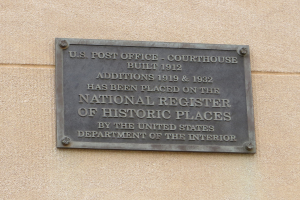 U.S. POST OFFICE - COURTHOUSE
BUILT 1912
ADDITIONS 1919 & 1932
HAS BEEN PLACED ON THE
NATIONAL REGISTER
OF HISTORIC PLACES
BY THE UNITED STATES
DEPARTMENT OF THE INTERIOR